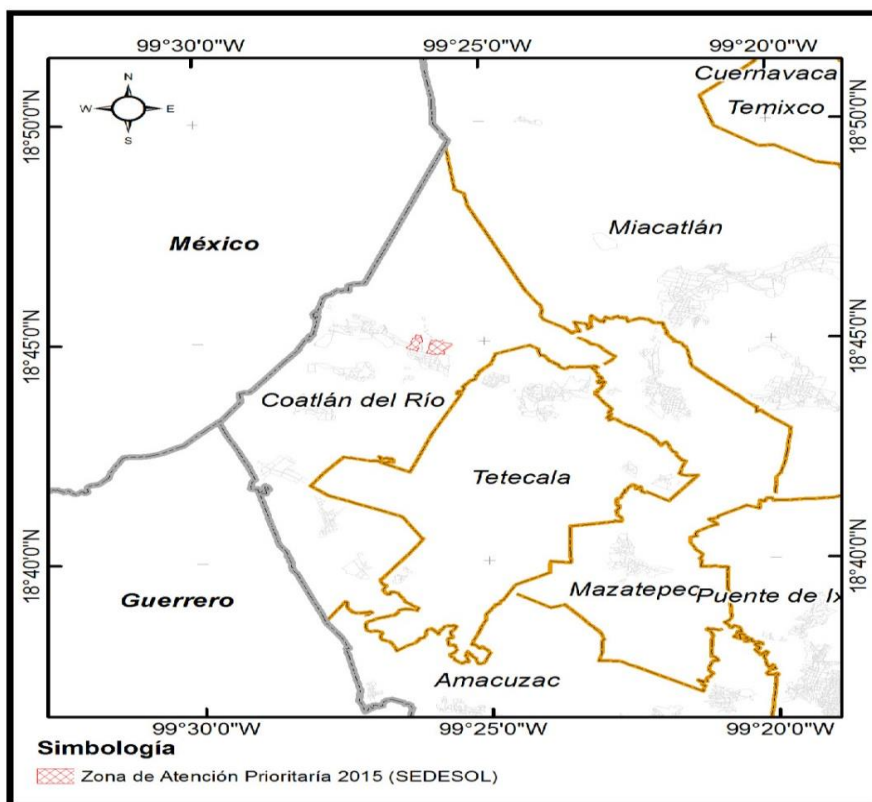 99°30'0"W 99°25'0"W 99°20'0"W
Cuernavaca
N
W E
S
Temixco
18°50'0"N 18°50'0"N
Miacatlán
México
18°45'0"N 18°45'0"N
Coatlán del Río
Tetecala
18°40'0"N 18°40'0"N
Mazatepec
Puente de Ix
Guerrero
Amacuzac
99°30'0"W 99°25'0"W 99°20'0"W
Simbología
Zona de Atención Prioritaría 2015 (SEDESOL)